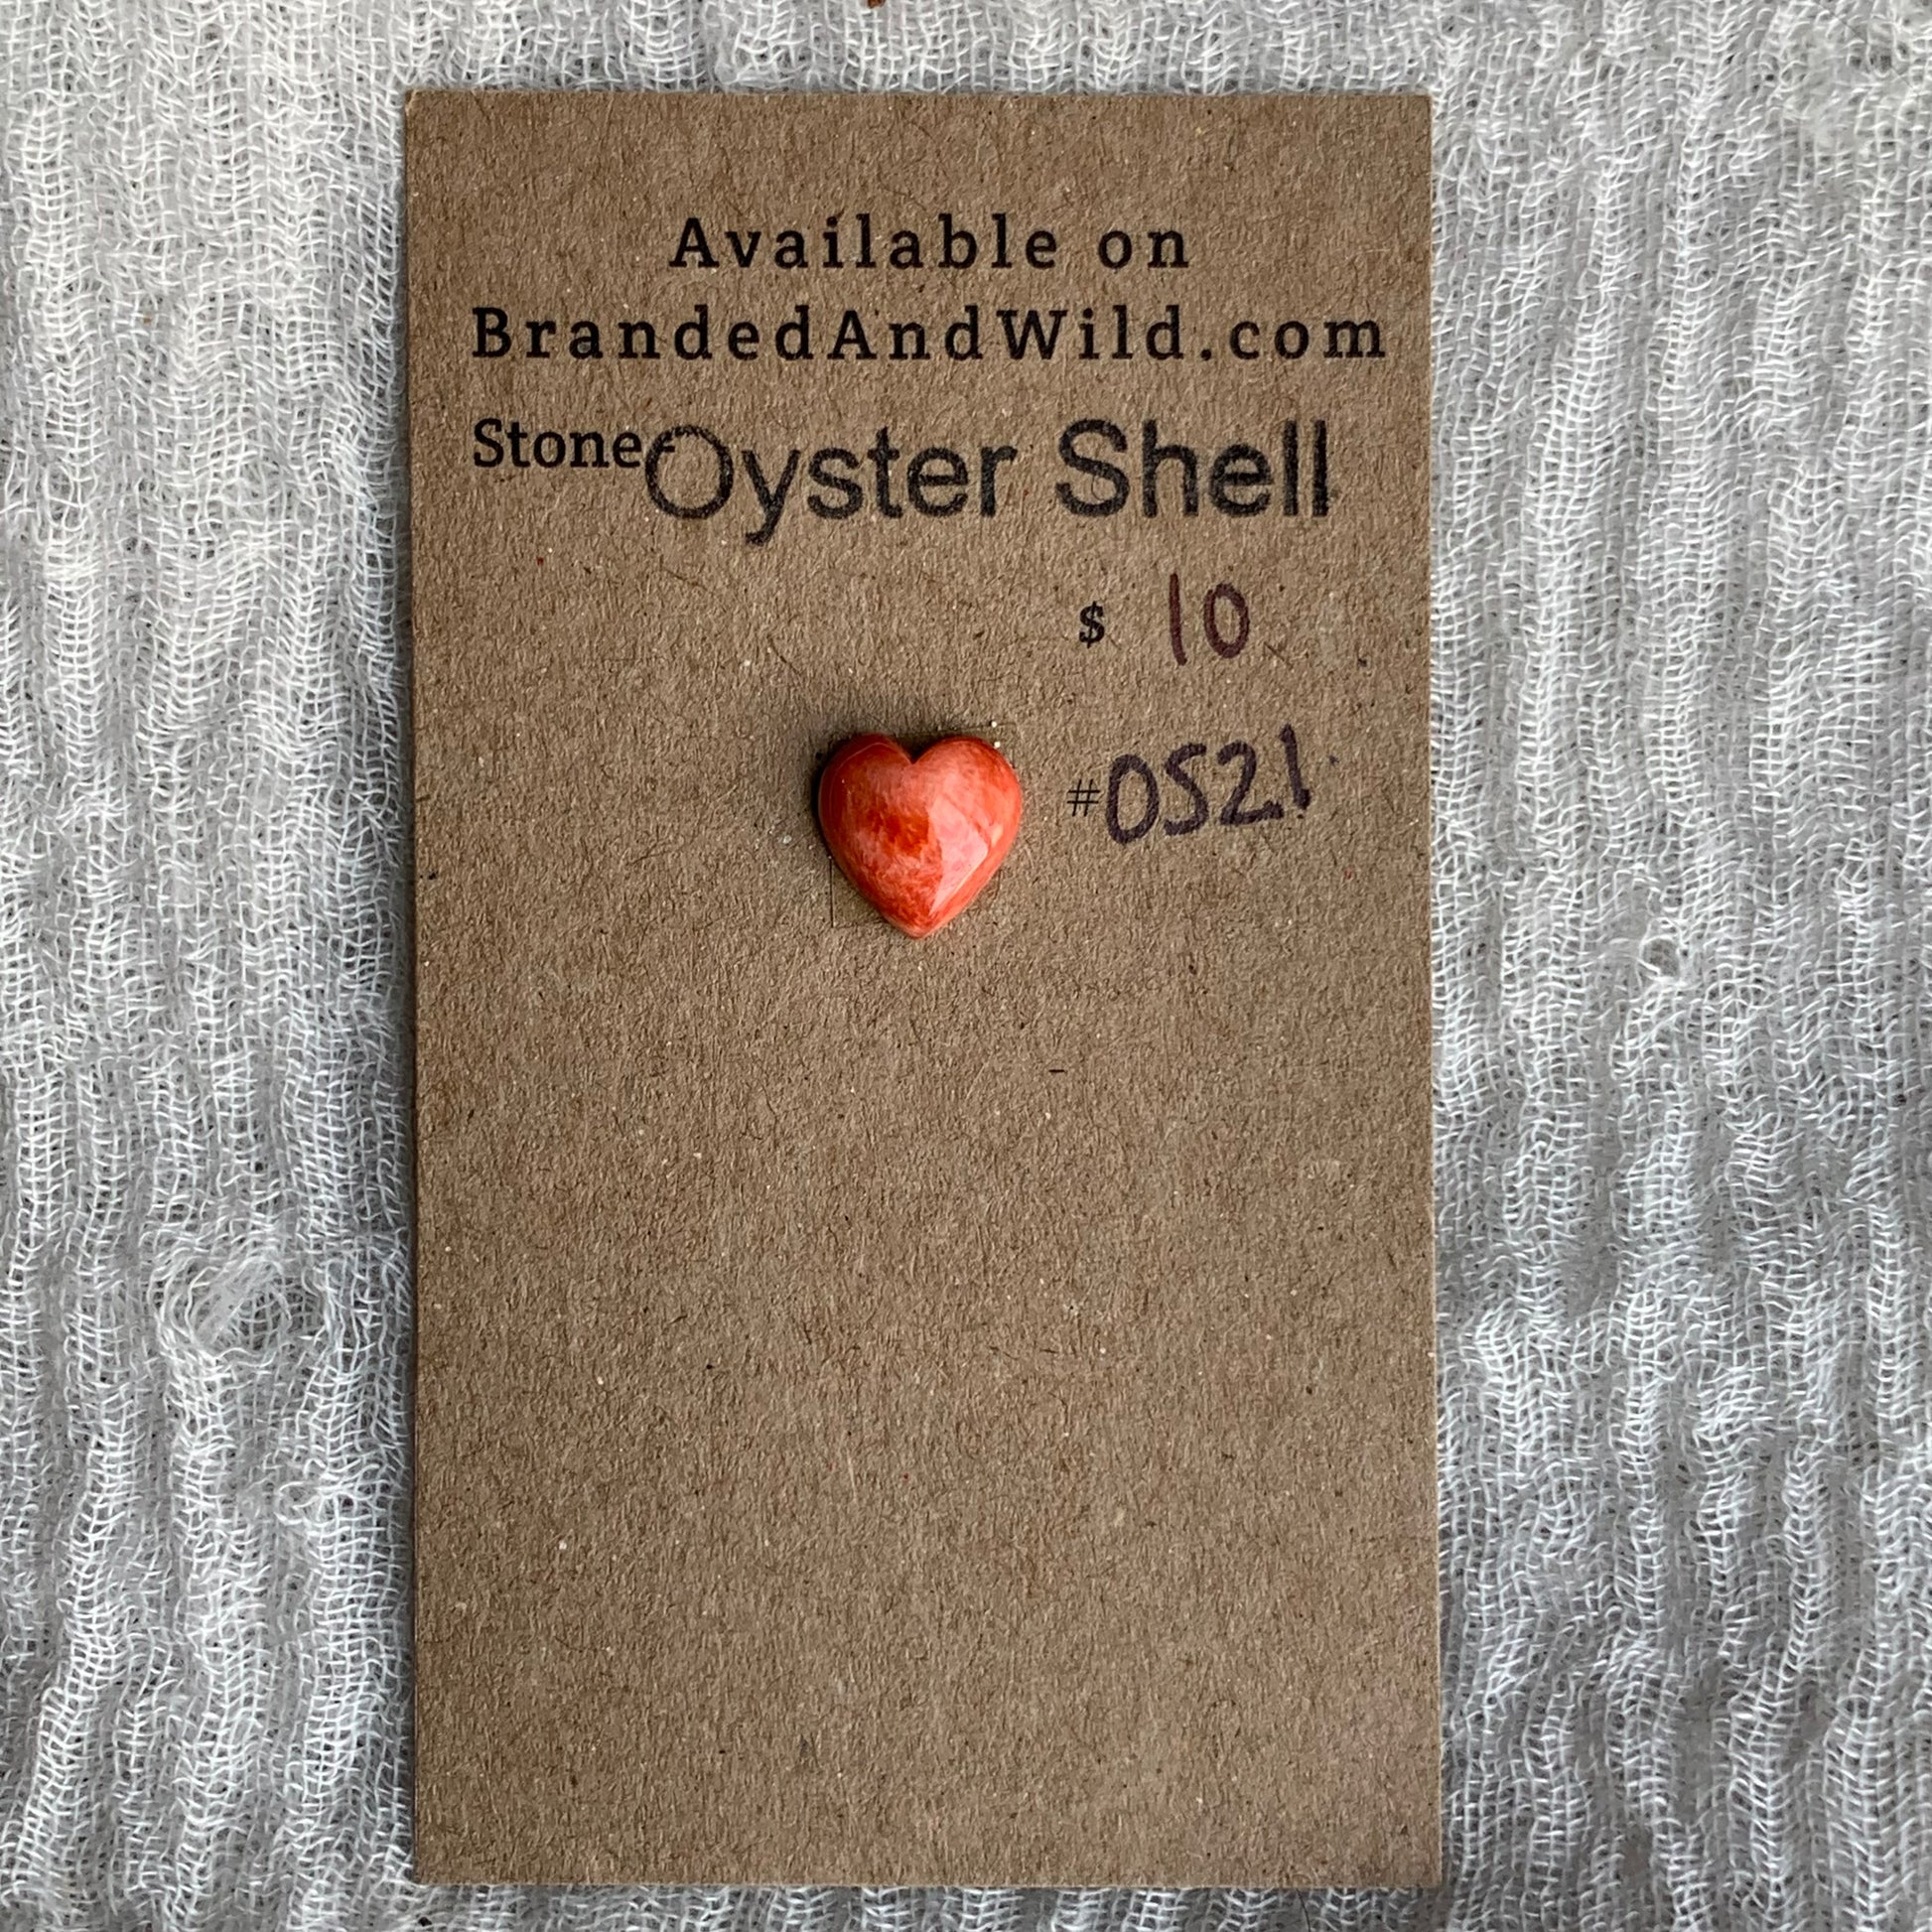 Available on
BrandedAndWild.com
Stone: Oyster Shell
$ 10
#0521